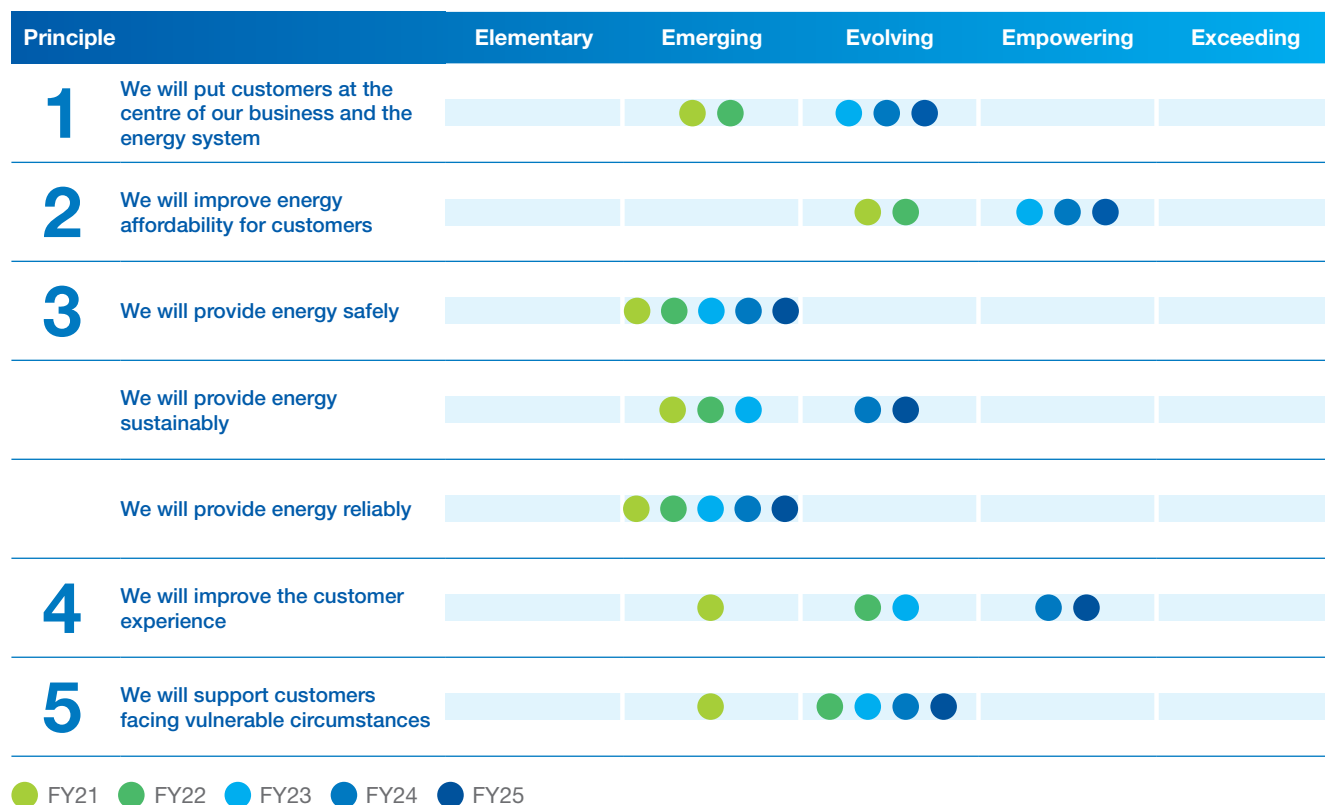 Principle Elementary Emerging Evolving Empowering Exceeding
1
We will put customers at the
centre of our business and the
energy system
2
We will improve energy
affordability for customers
3
We will provide energy safely
We will provide energy
sustainably
We will provide energy reliably
4
We will improve the customer
experience
5
We will support customers
facing vulnerable circumstances
FY21 FY22 FY23 FY24 FY25